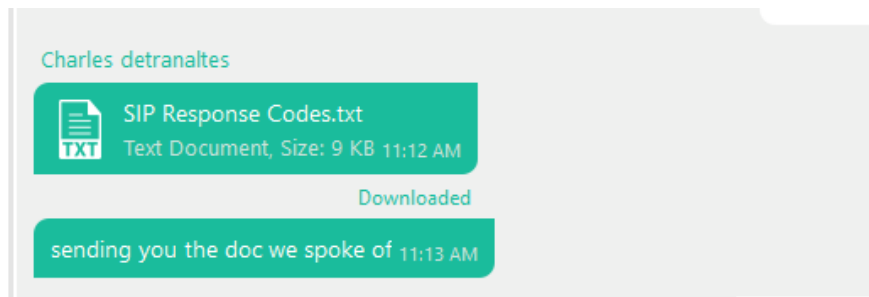 Charles detranaltes
SIP Response Codes.txt
TXT
Text Document, Size: 9 KB 11:12 AM
Downloaded
sending you the doc we spoke of 11:13 AM